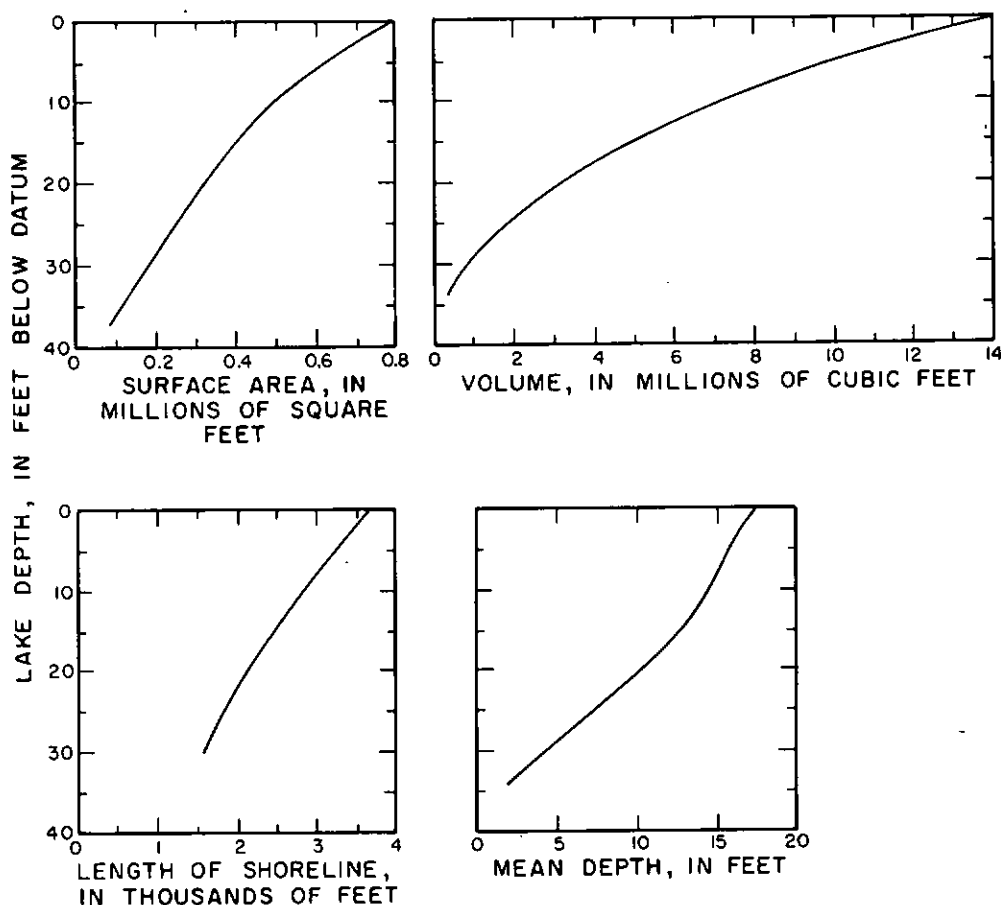 LAKE DEPTH, IN FEET BELOW DATUM
0
10
20
30
40
0 0.2 0.4 0.6 0.8
SURFACE AREA, IN
MILLIONS OF SQUARE
FEET
0 2 4 6 8 10 12 14
VOLUME, IN MILLIONS OF CUBIC FEET
0
10
20
30
40
0 1 2 3 4
LENGTH OF SHORELINE,
IN THOUSANDS OF FEET
0 5 10 15 20
MEAN DEPTH, IN FEET